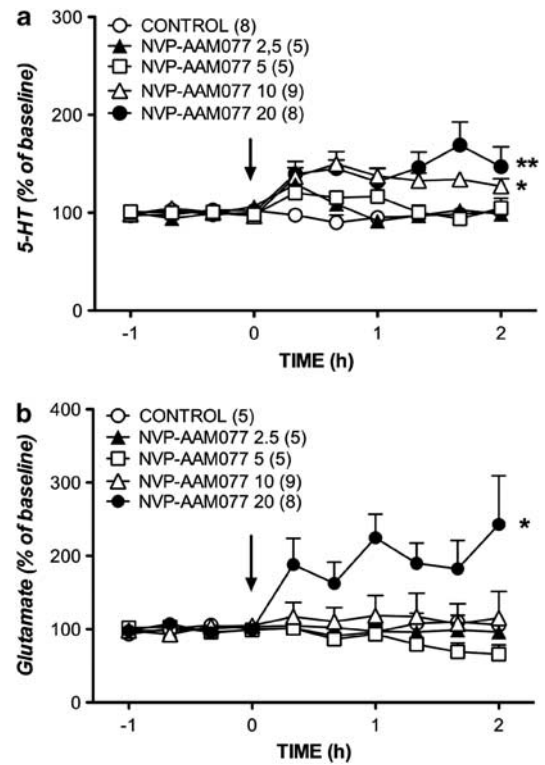 a
CONTROL (8)
NVP-AAM077 2,5 (5)
NVP-AAM077 5 (5)
NVP-AAM077 10 (9)
NVP-AAM077 20 (8)
300
200
100
0
5-HT (% of baseline)
**
*
-1 0 1 2
TIME (h)
b
CONTROL (5)
NVP-AAM077 2.5 (5)
NVP-AAM077 5 (5)
NVP-AAM077 10 (9)
NVP-AAM077 20 (8)
400
300
200
100
0
Glutamate (% of baseline)
*
-1 0 1 2
TIME (h)